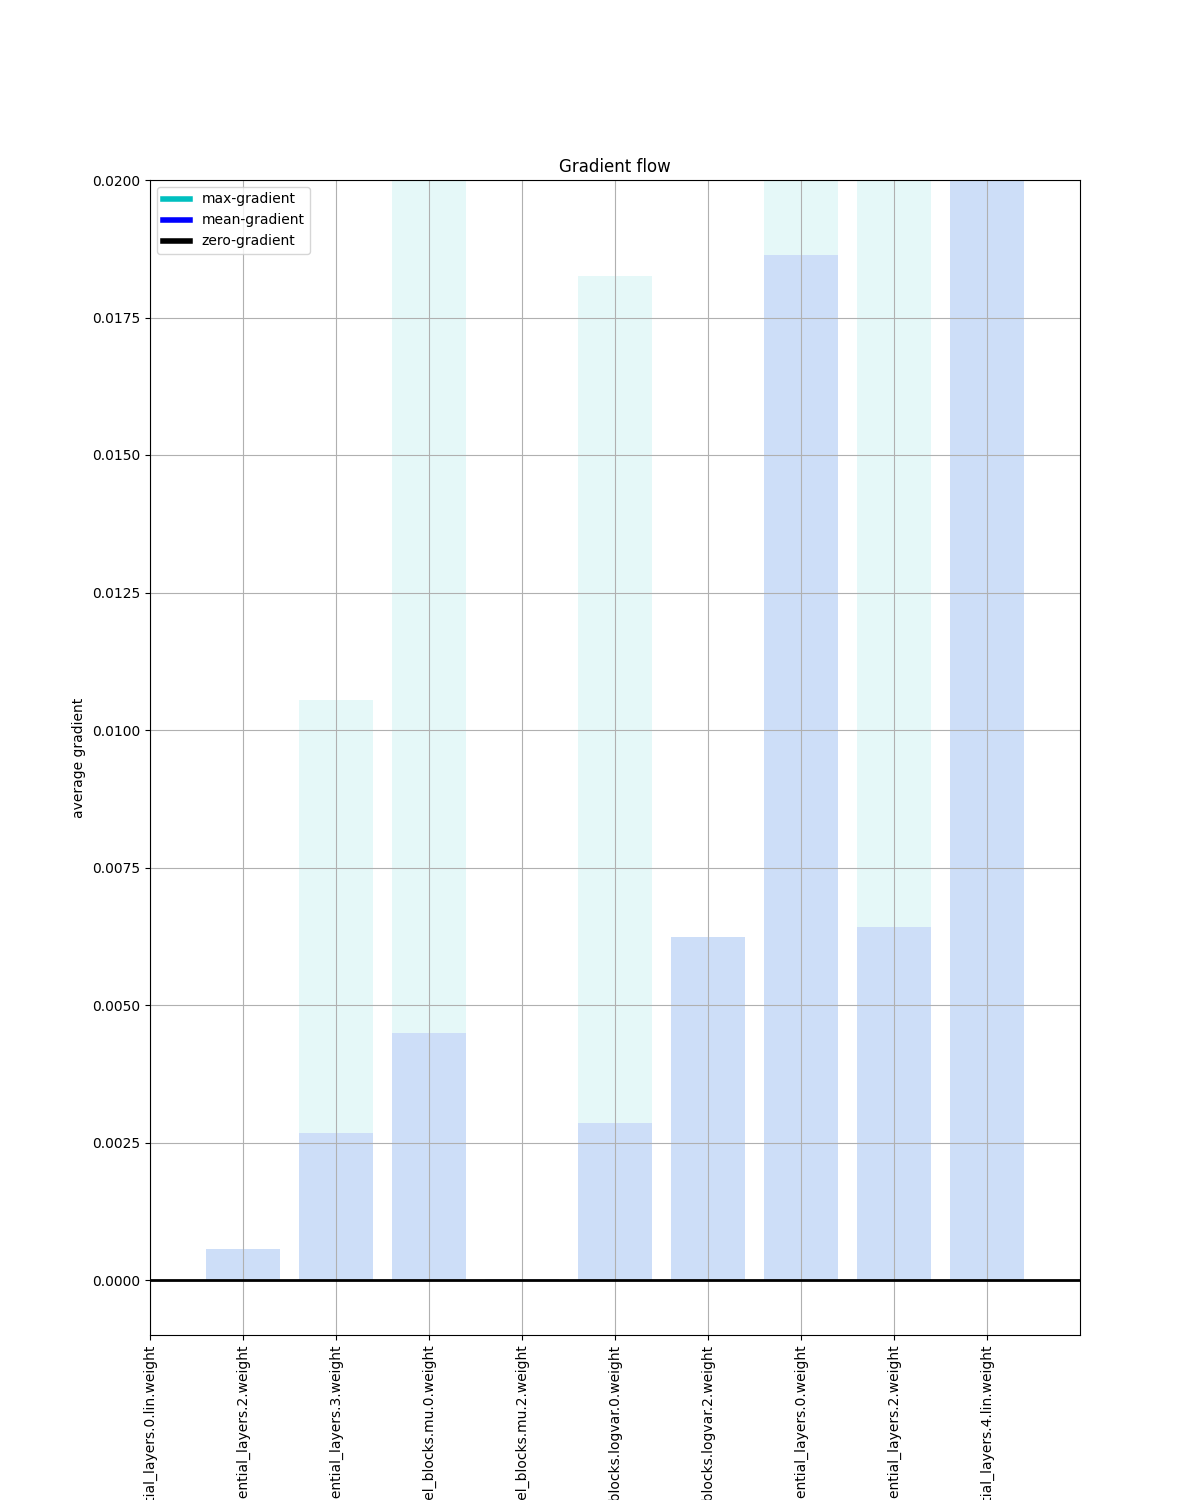 Gradient flow
max-gradient
mean-gradient
zero-gradient
0.0200
0.0175
0.0150
0.0125
0.0100
0.0075
0.0050
0.0025
0.0000
average gradient
tial_layers.0.lin.weight
ential_layers.2.weight
ential_layers.3.weight
el_blocks.mu.0.weight
el_blocks.mu.2.weight
blocks.logvar.0.weight
blocks.logvar.2.weight
ential_layers.0.weight
ential_layers.2.weight
tial_layers.4.lin.weight